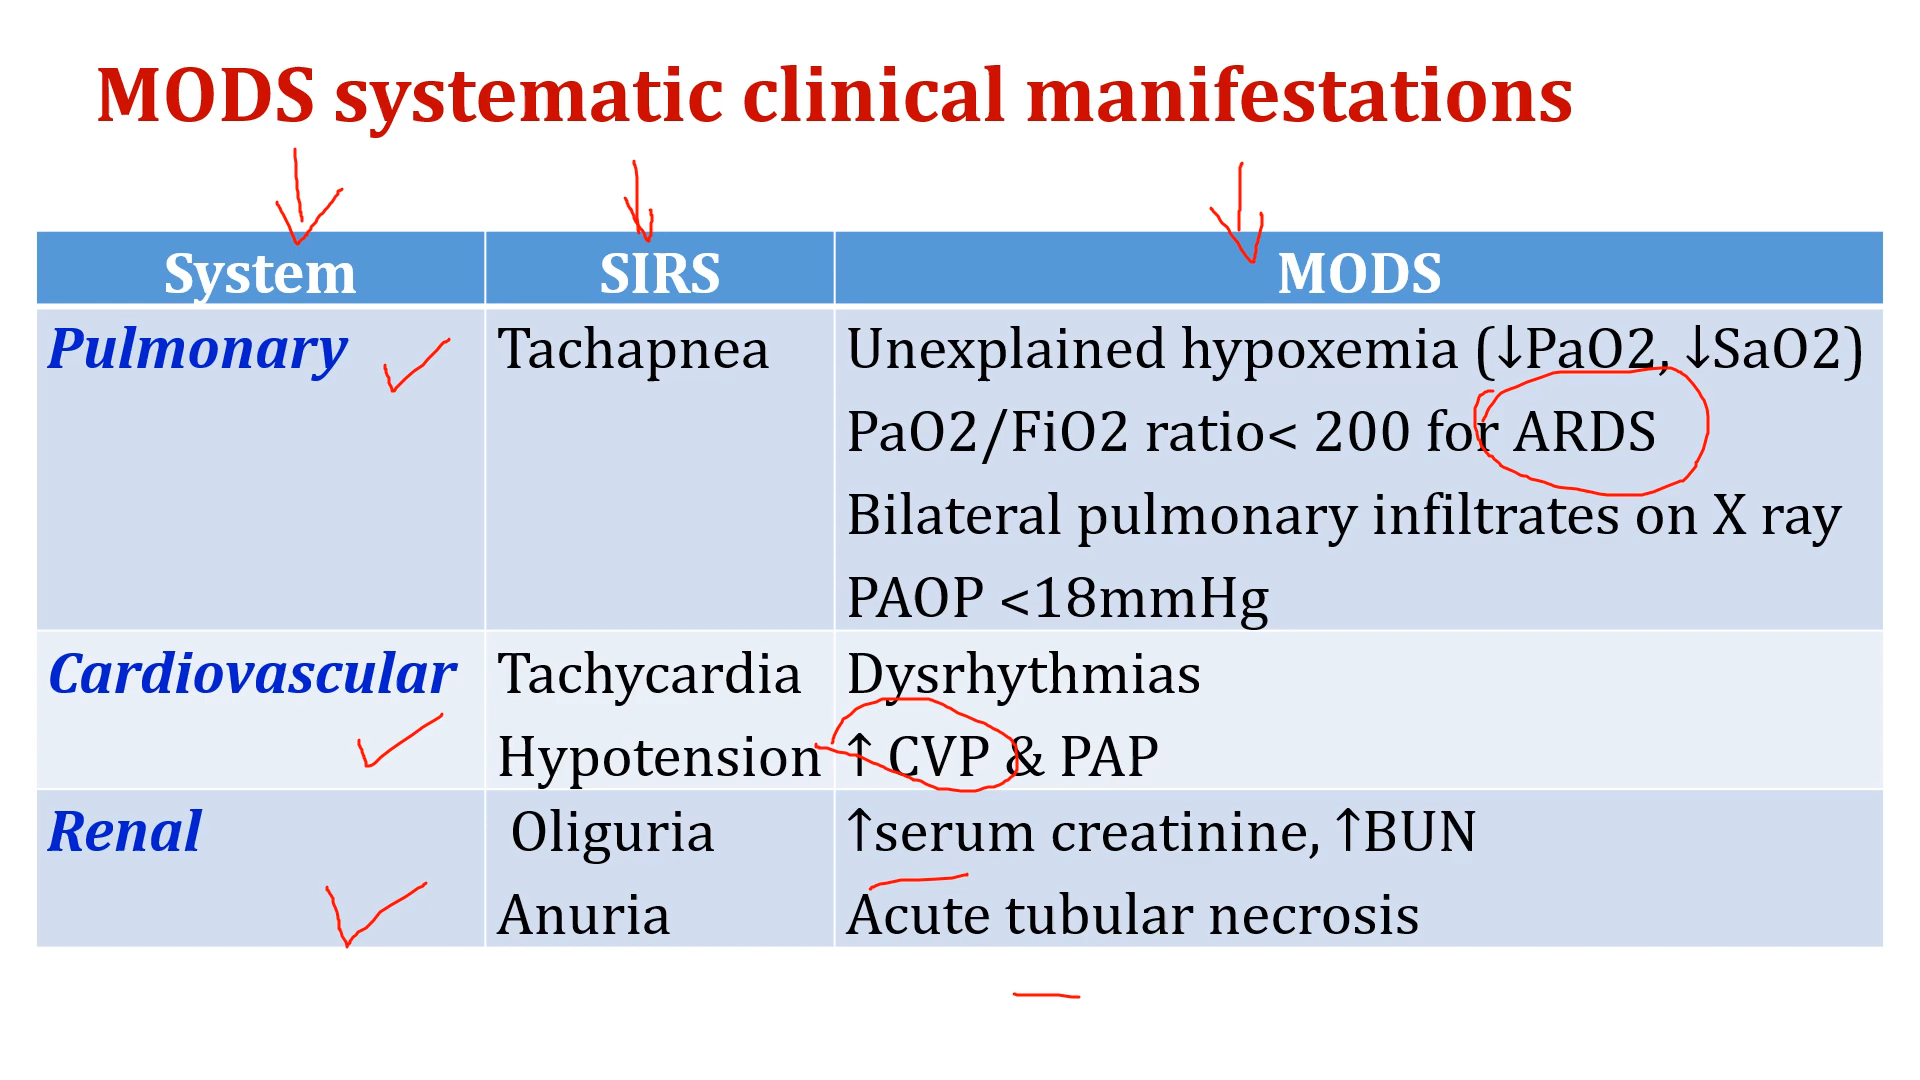 MODS systematic clinical manifestations
System SIRS MODS
Pulmonary Tachapnea Unexplained hypoxemia (↓PaO2, ↓SaO2)
PaO2/FiO2 ratio< 200 for ARDS
Bilateral pulmonary infiltrates on X ray
PAOP <18mmHg
Cardiovascular Tachycardia Dysrhythmias
Hypotension ↑ CVP & PAP
Renal Oliguria ↑serum creatinine, ↑BUN
Anuria Acute tubular necrosis